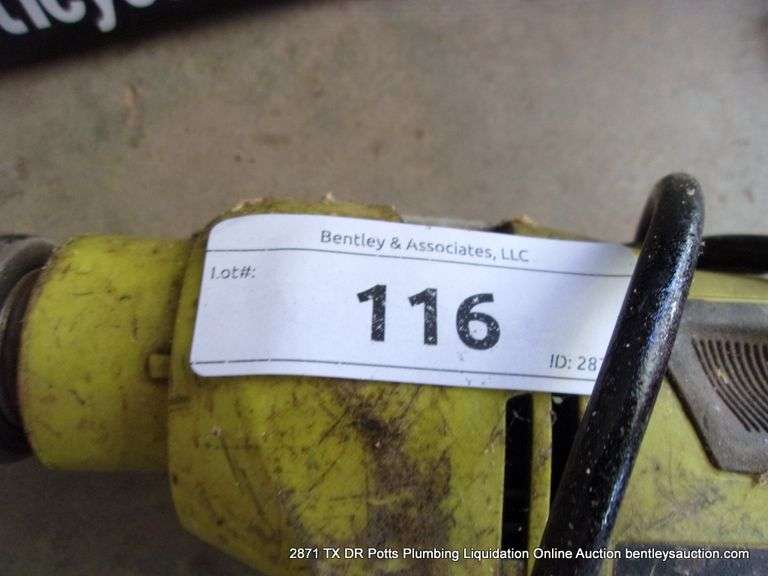 Bentley & Associates, LLC
Lot#:
116
ID: 287
2871 TX DR Potts Plumbing Liquidation Online Auction bentleysauction.com